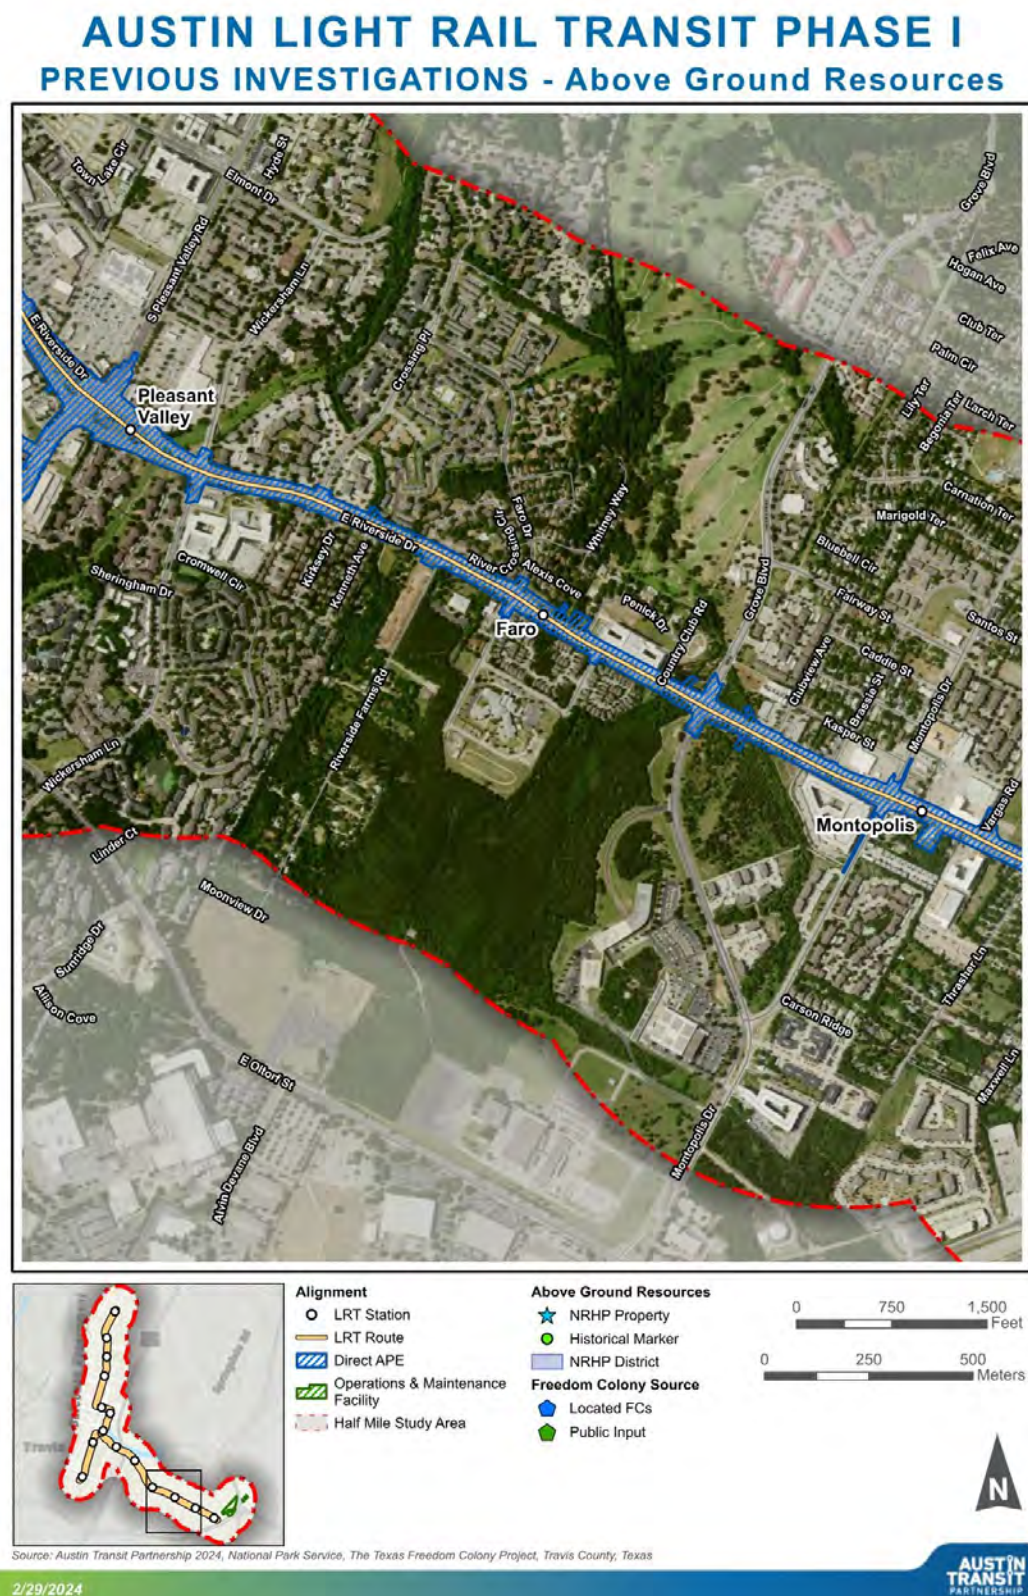 AUSTIN LIGHT RAIL TRANSIT PHASE I
PREVIOUS INVESTIGATIONS - Above Ground Resources
Town Lake Cir
Hyde St
Elmont Dr
Grove Blvd
Felix Ave
Hogan Ave
S Pleasant Valley Rd
Wickersham Ln
Club Ter
Palm Cir
E Riverside Dr
Crossing Pl
Lily Ter
Larch Ter
Begonia Ter
Pleasant
Valley
Carnation Ter
Marigold Ter
Faro Dr
Whitney Way
E Riverside Dr
River Crossing Cir
Alexis Cove
Bluebell Cir
Kirksey Dr
Kenneth Ave
Cromwell Cir
Sheringham Dr
Grove Blvd
Fairway St
Penick Dr
Santos St
Faro
Country Club Rd
Clubview Ave
Caddie St
Brassie St
Montopolis Dr
Riverside Farms Rd
Kasper St
Wickersham Ln
Vargas Rd
Montopolis
Linder Ct
Moonview Dr
Sunridge Dr
Allison Cove
Thrasher Ln
Carson Ridge
E Oltorf St
Maxwell Ln
Montopolis Dr
Alvin Devane Blvd
Travis
Springdale Rd
Alignment
LRT Station
LRT Route
Direct APE
Operations & Maintenance
Facility
Half Mile Study Area
Above Ground Resources
NRHP Property
Historical Marker
NRHP District
Freedom Colony Source
Located FCs
Public Input
0 750 1,500
Feet
0 250 500
Meters
N
Source: Austin Transit Partnership 2024, National Park Service, The Texas Freedom Colony Project, Travis County, Texas
2/29/2024
AUSTIN
TRANSIT
PARTNERSHIP